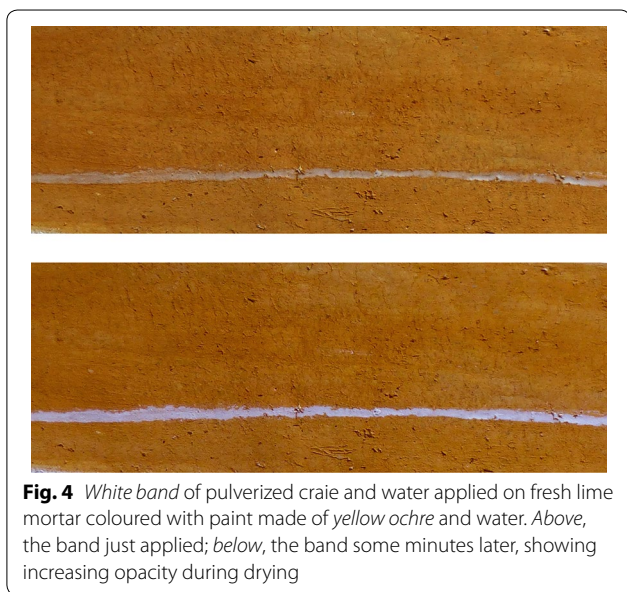 Fig. 4 White band of pulverized craie and water applied on fresh lime
mortar coloured with paint made of yellow ochre and water. Above,
the band just applied; below, the band some minutes later, showing
increasing opacity during drying